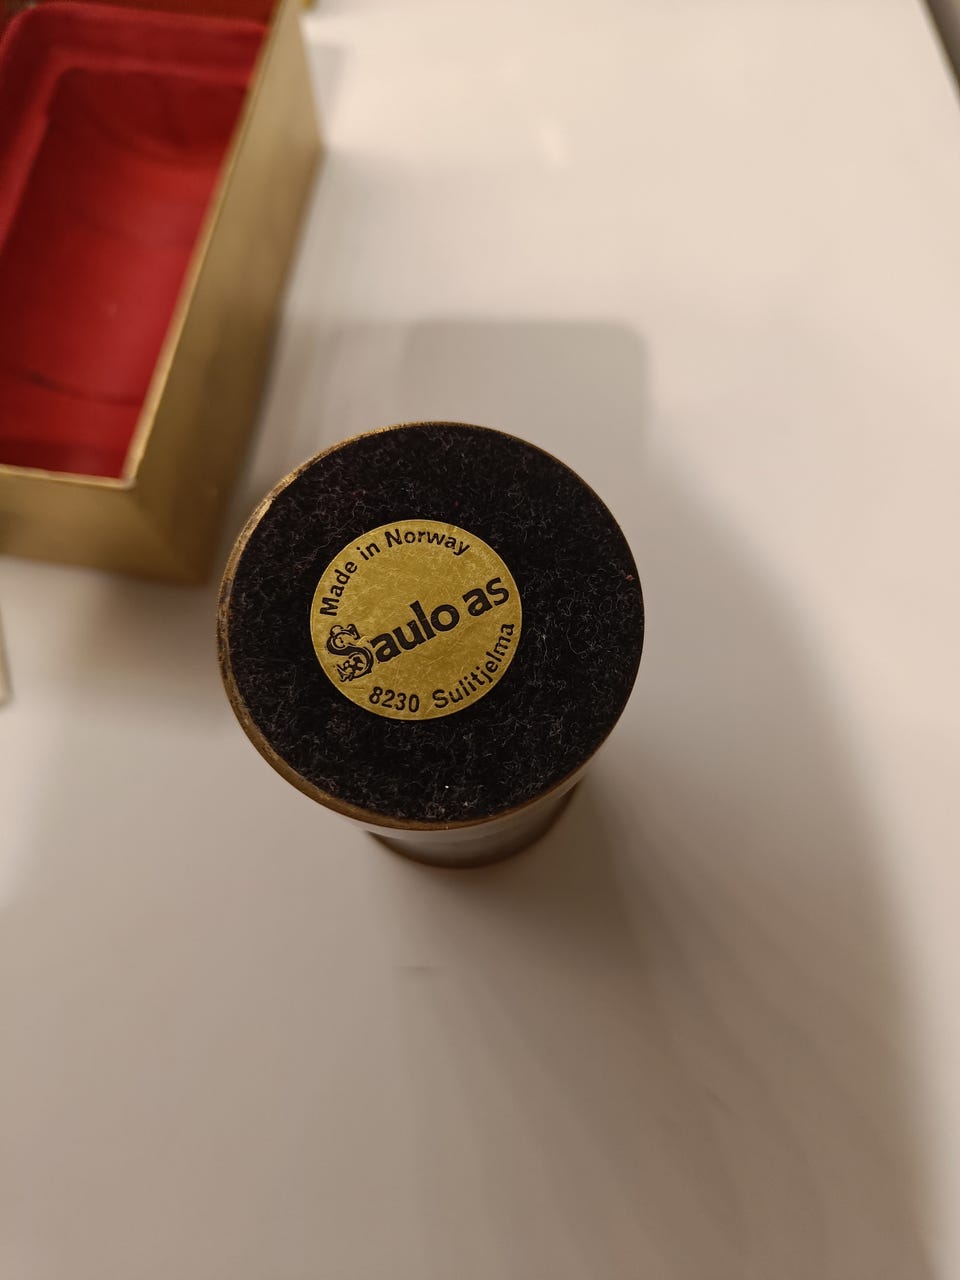 Made in Norway
Saulo as
8230 Sulitjelma